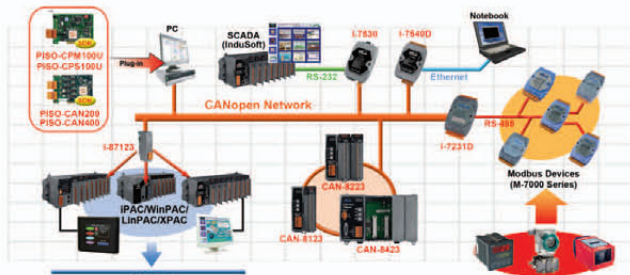 PISO-CPM100U
PISO-CPS100U
PISO-CAN200
PISO-CAN400
Plug-in
PC
SCADA
(InduSoft)
RS-232
I-7530
I-7540D
Ethernet
Notebook
CANopen Network
I-87123
I-7231D
RS-485
Modbus Devices
(M-7000 Series)
iPAC/WinPAC/
LinPAC/XPAC
CAN-8223
CAN-8123
CAN-8423